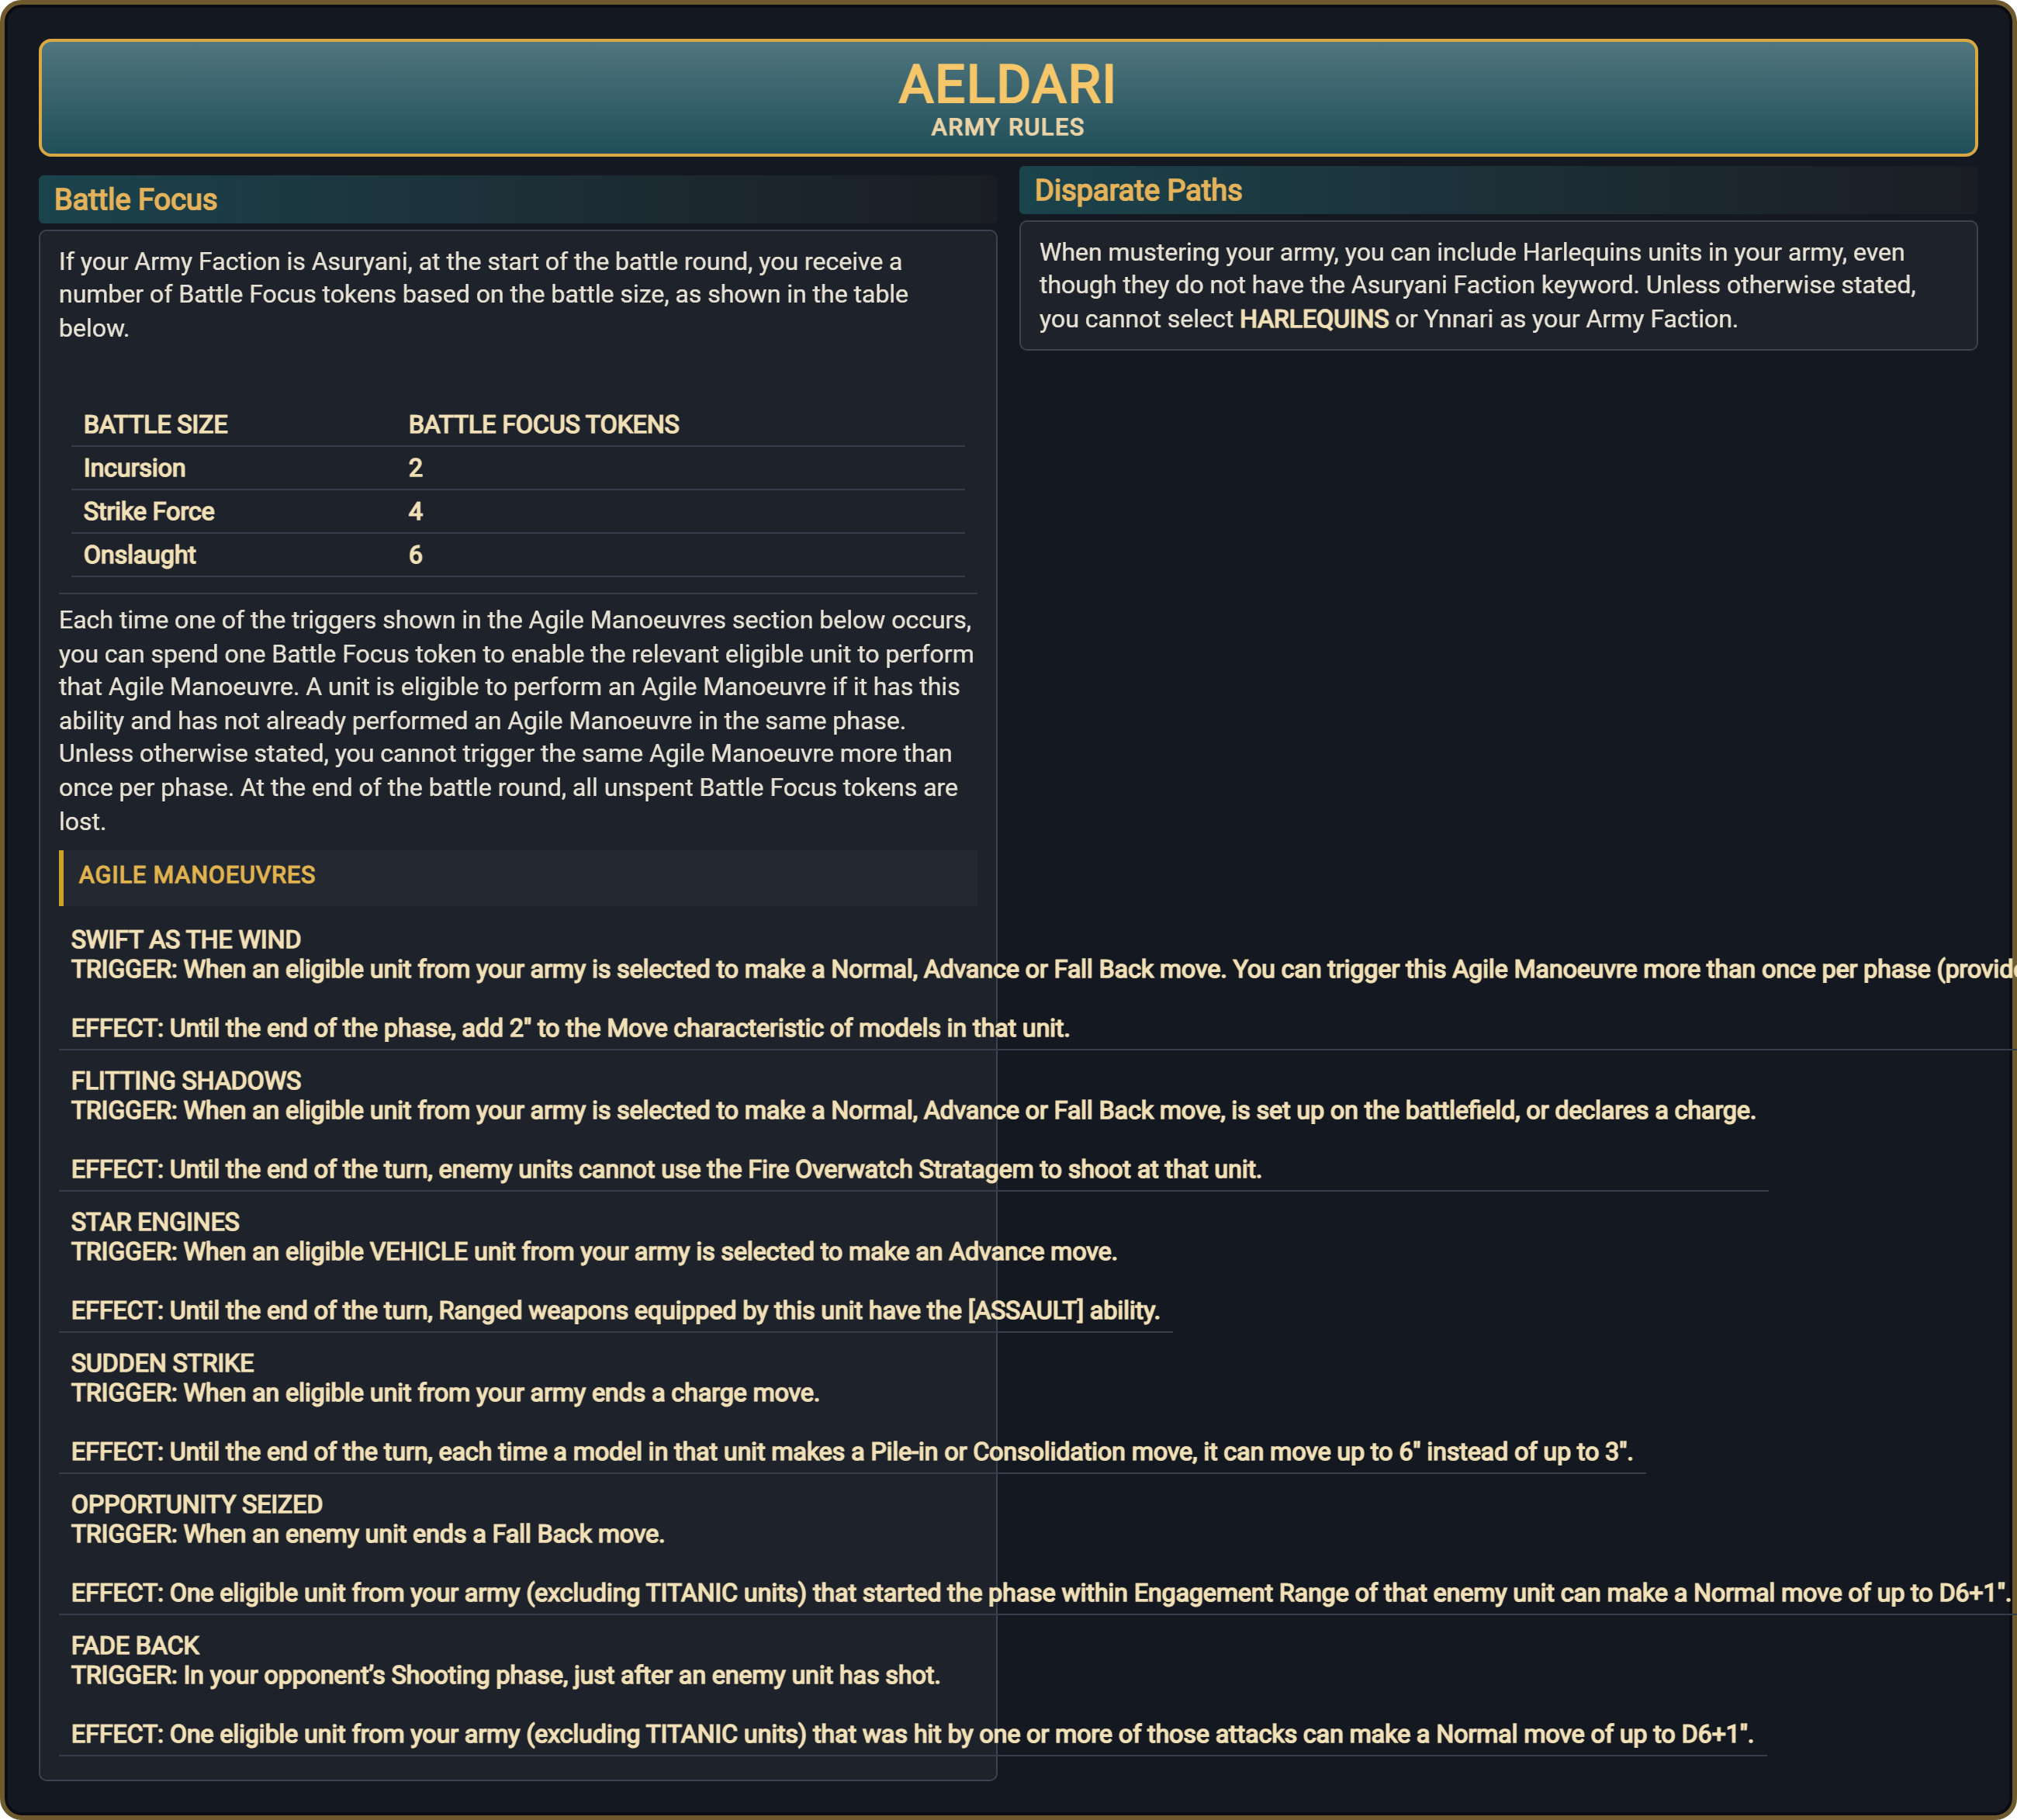 AELDARI
ARMY RULES
Battle Focus
If your Army Faction is Asuryani, at the start of the battle round, you receive a
number of Battle Focus tokens based on the battle size, as shown in the table
below.
BATTLE SIZE BATTLE FOCUS TOKENS
Incursion 2
Strike Force 4
Onslaught 6
Each time one of the triggers shown in the Agile Manoeuvres section below occurs,
you can spend one Battle Focus token to enable the relevant eligible unit to perform
that Agile Manoeuvre. A unit is eligible to perform an Agile Manoeuvre if it has this
ability and has not already performed an Agile Manoeuvre in the same phase.
Unless otherwise stated, you cannot trigger the same Agile Manoeuvre more than
once per phase. At the end of the battle round, all unspent Battle Focus tokens are
lost.
AGILE MANOEUVRES
SWIFT AS THE WIND
TRIGGER: When an eligible unit from your army is selected to make a Normal, Advance or Fall Back move. You can trigger this Agile Manoeuvre more than once per phase
EFFECT: Until the end of the phase, add 2" to the Move characteristic of models in that unit.
FLITTING SHADOWS
TRIGGER: When an eligible unit from your army is selected to make a Normal, Advance or Fall Back move, is set up on the battlefield, or declares a charge.
EFFECT: Until the end of the turn, enemy units cannot use the Fire Overwatch Stratagem to shoot at that unit.
STAR ENGINES
TRIGGER: When an eligible VEHICLE unit from your army is selected to make an Advance move.
EFFECT: Until the end of the turn, Ranged weapons equipped by this unit have the [ASSAULT] ability.
SUDDEN STRIKE
TRIGGER: When an eligible unit from your army ends a charge move.
EFFECT: Until the end of the turn, each time a model in that unit makes a Pile-in or Consolidation move, it can move up to 6" instead of up to 3".
OPPORTUNITY SEIZED
TRIGGER: When an enemy unit ends a Fall Back move.
EFFECT: One eligible unit from your army (excluding TITANIC units) that started the phase within Engagement Range of that enemy unit can make a Normal move of up to D6+1".
FADE BACK
TRIGGER: In your opponent’s Shooting phase, just after an enemy unit has shot.
EFFECT: One eligible unit from your army (excluding TITANIC units) that was hit by one or more of those attacks can make a Normal move of up to D6+1".
Disparate Paths
When mustering your army, you can include Harlequins units in your army, even
though they do not have the Asuryani Faction keyword. Unless otherwise stated,
you cannot select HARLEQUINS or Ynnari as your Army Faction.